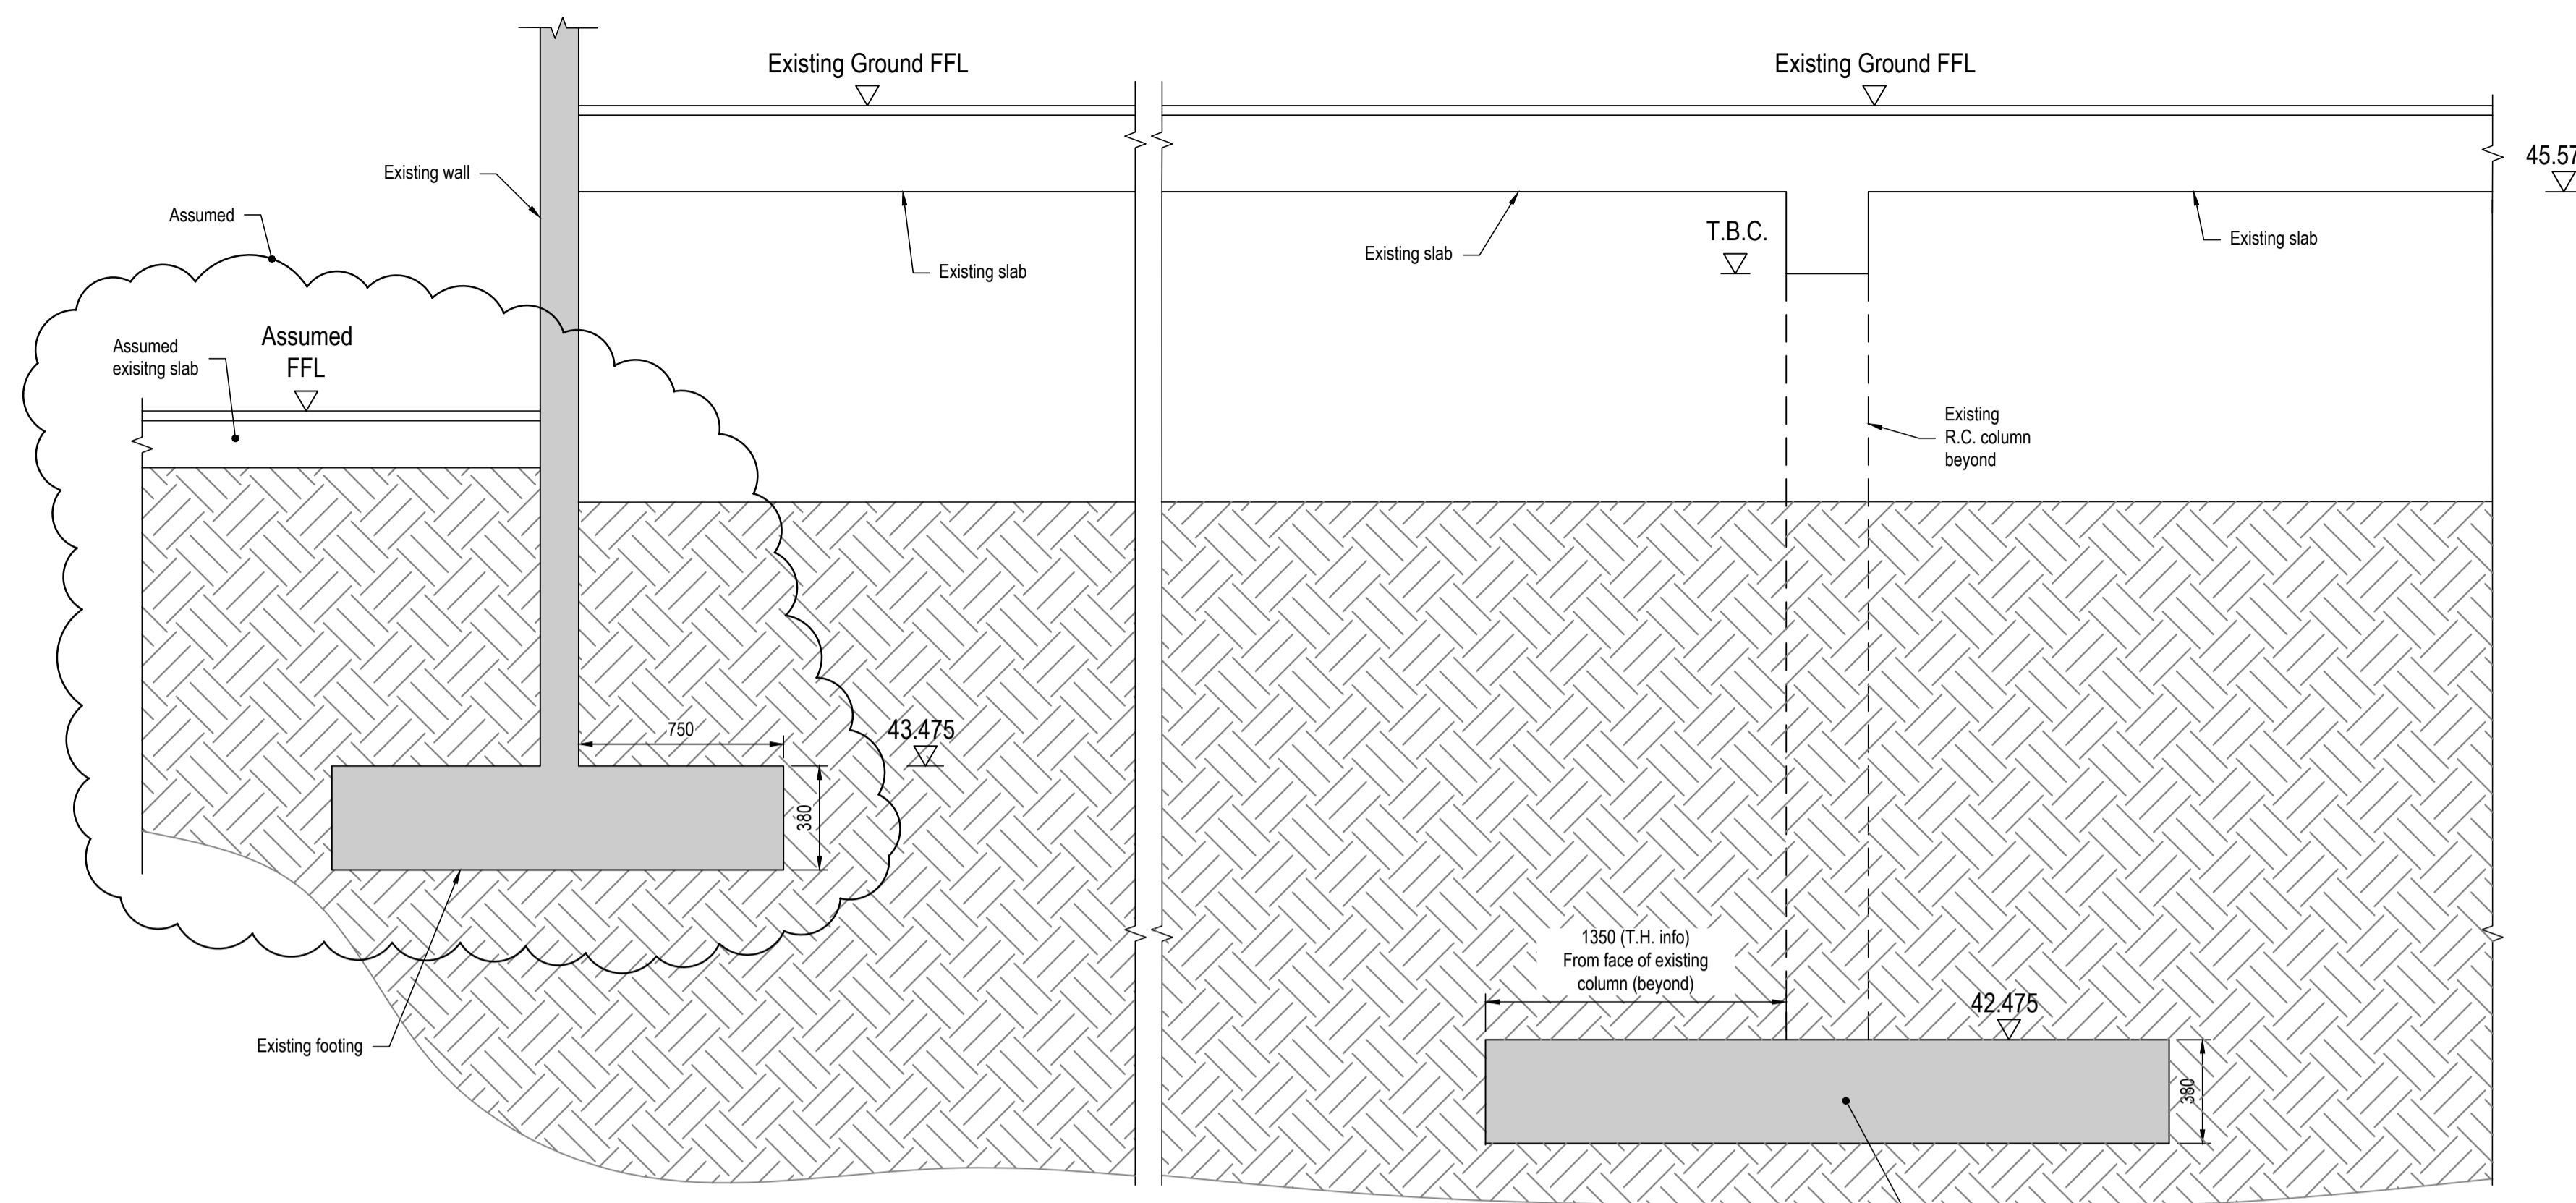 Existing Ground FFL
Existing Ground FFL
Existing wall
45.57
Assumed
T.B.C.
Existing slab
Existing slab
Existing slab
Assumed
FFL
Assumed
exisitng slab
Existing
R.C. column
beyond
750
43.475
380
1350 (T.H. info)
From face of existing
column (beyond)
42.475
Existing footing
380